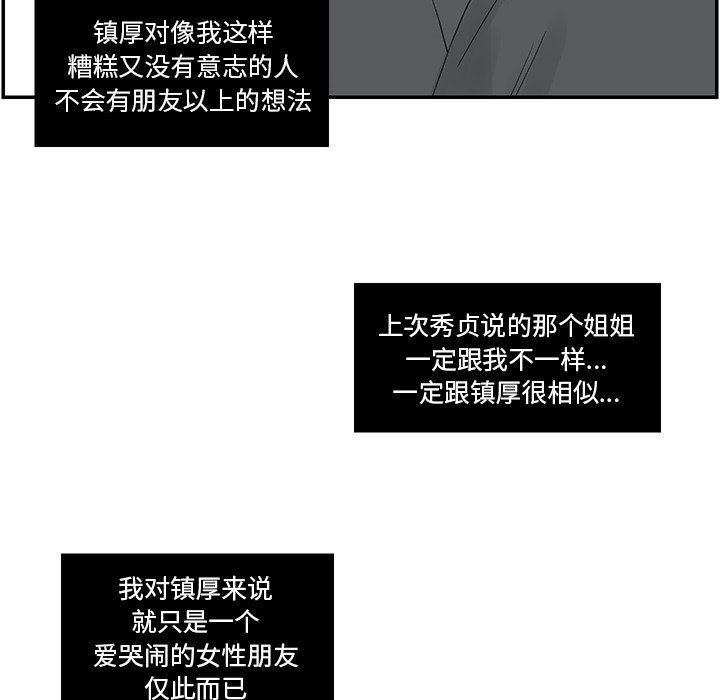 镇厚对像我这样
糟糕又没有意志的人
不会有朋友以上的想法
上次秀贞说的那个姐姐
一定跟我不一样...
一定跟镇厚很相似...
我对镇厚来说
就只是一个
爱哭闹的女性朋友
仅此而已